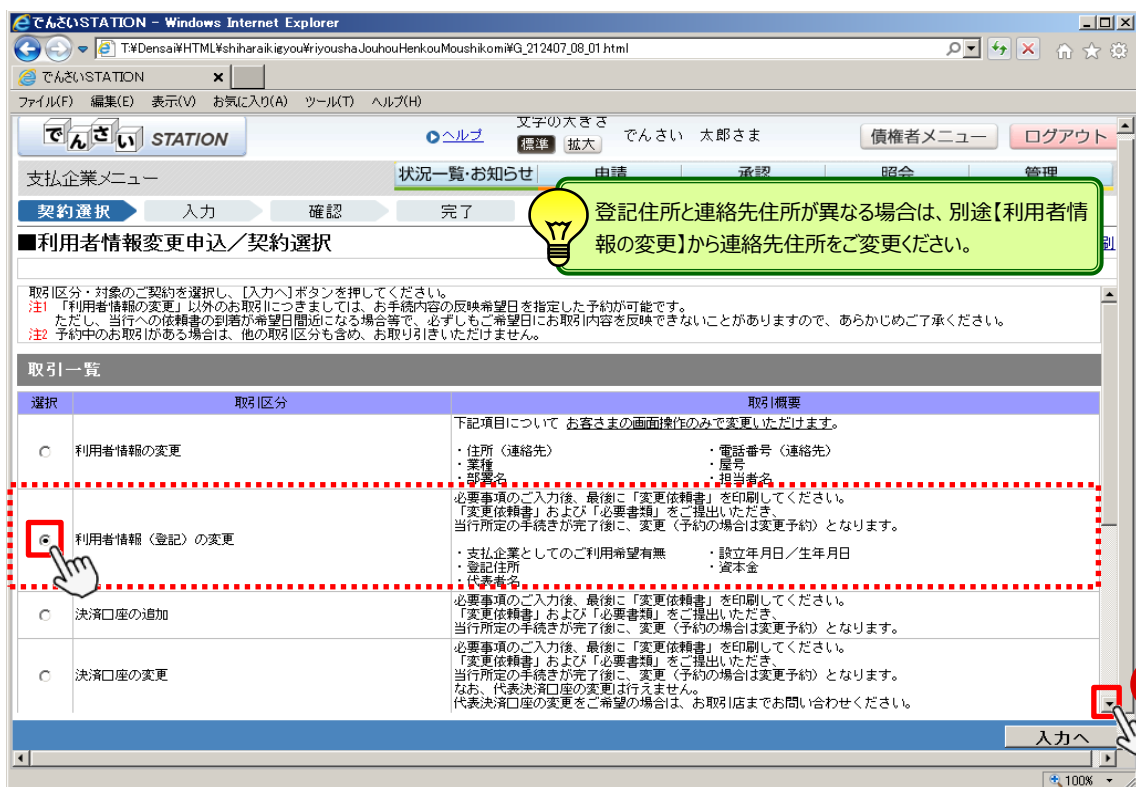 でんさいSTATION - Windows Internet Explorer
T:¥Densai¥HTML¥shiharaikigyou¥riyoushaJouhouHenkouMoushikomi¥G_212407_08_01.html
でんさいSTATION
ファイル(F) 編集(E) 表示(V) お気に入り(A) ツール(T) ヘルプ(H)
でんさい STATION
ヘルプ
文字の大きさ
標準 拡大
でんさい 太郎さま
債権者メニュー
ログアウト
支払企業メニュー
状況一覧・お知らせ 申請 承認 照会 管理
契約選択 入力 確認 完了
登記住所と連絡先住所が異なる場合は、別途【利用者情
報の変更】から連絡先住所をご変更ください。
■利用者情報変更申込/契約選択
刷
取引区分・対象のご契約を選択し、[入力へ]ボタンを押してください。
注1 「利用者情報の変更」以外のお取引につきましては、お手続内容の反映希望日を指定した予約が可能です。
ただし、当行への依頼書の到着が希望日間近になる場合等で、必ずしもご希望日にお取引内容を反映できないことがありますので、あらかじめご了承ください。
注2 予約中のお取引がある場合は、他の取引区分も含め、お取り引きいただけません。
取引一覧
選択 取引区分 取引概要
利用者情報の変更
下記項目について お客さまの画面操作のみで変更いただけます。
・住所(連絡先) ・電話番号(連絡先)
・業種 ・屋号
・部署名 ・担当者名
利用者情報(登記)の変更
必要事項のご入力後、最後に「変更依頼書」を印刷してください。
「変更依頼書」および「必要書類」をご提出いただき、
当行所定の手続きが完了後に、変更(予約の場合は変更予約)となります。
・支払企業としてのご利用希望有無 ・設立年月日/生年月日
・登記住所 ・資本金
・代表者名
決済口座の追加
必要事項のご入力後、最後に「変更依頼書」を印刷してください。
「変更依頼書」および「必要書類」をご提出いただき、
当行所定の手続きが完了後に、変更(予約の場合は変更予約)となります。
決済口座の変更
必要事項のご入力後、最後に「変更依頼書」を印刷してください。
「変更依頼書」および「必要書類」をご提出いただき、
当行所定の手続きが完了後に、変更(予約の場合は変更予約)となります。
なお、代表決済口座の変更は行えません。
代表決済口座の変更をご希望の場合は、お取引店までお問い合わせください。
入力へ
100%